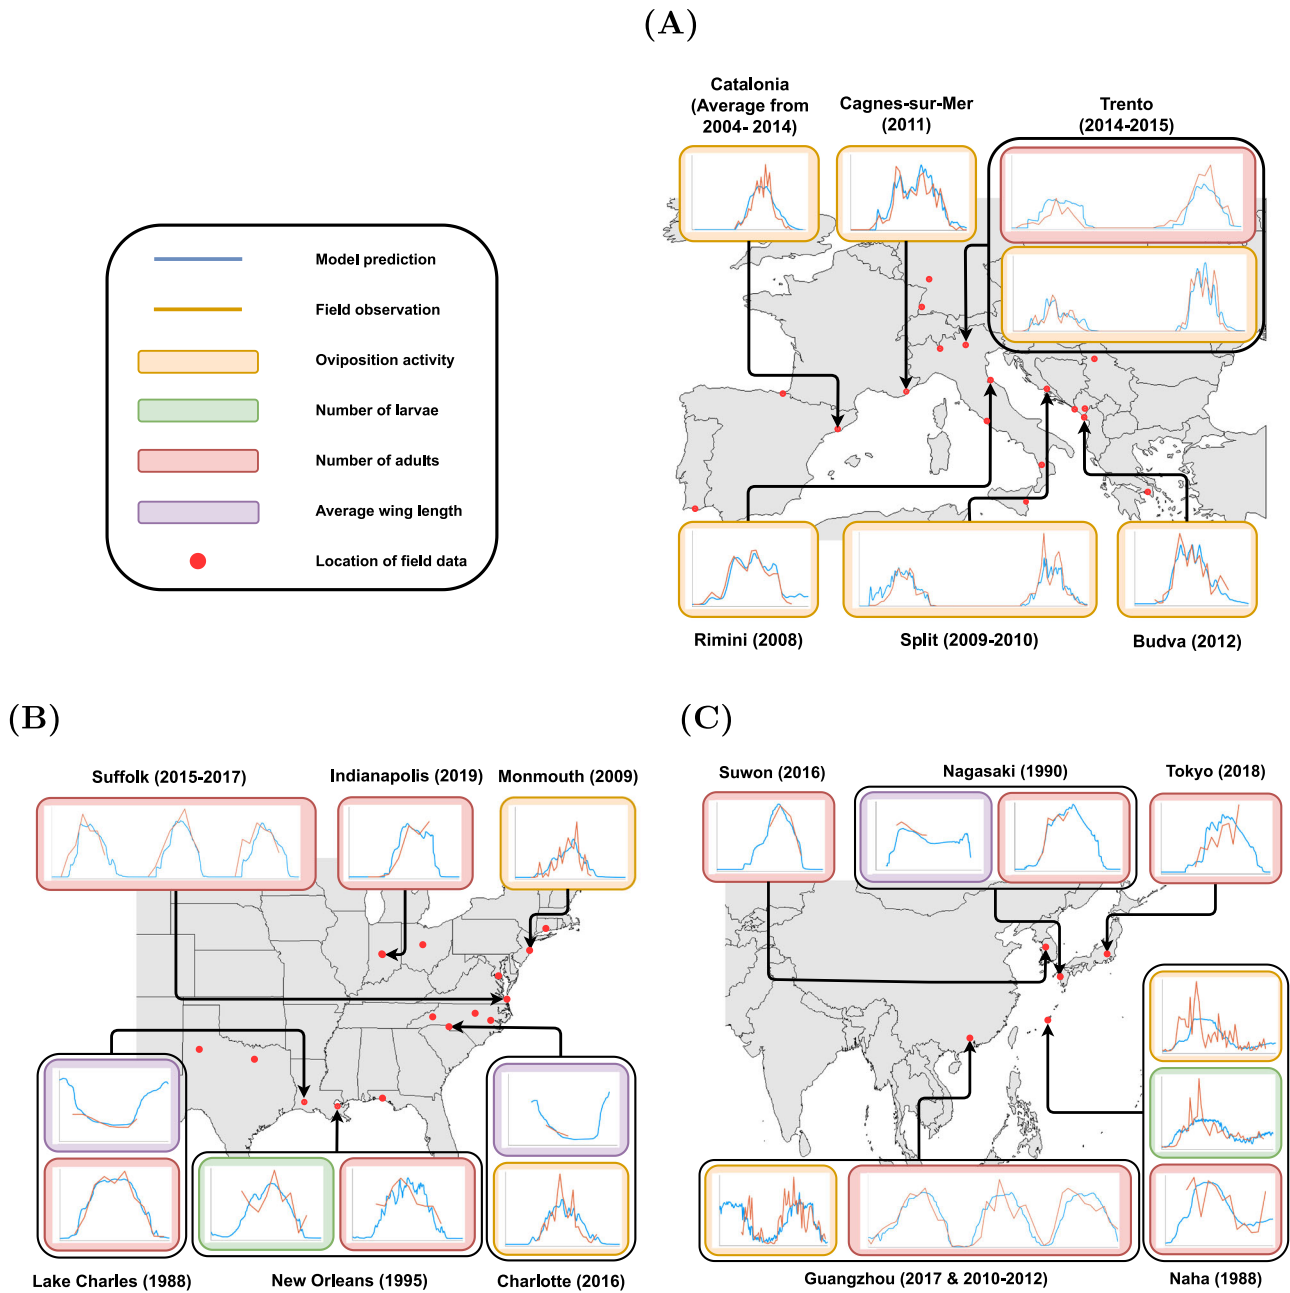 (A)
Catalonia
(Average from
2004- 2014)
Cagnes-sur-Mer
(2011)
Trento
(2014-2015)
Model prediction
Field observation
Oviposition activity
Number of larvae
Number of adults
Average wing length
Location of field data
Rimini (2008)
Split (2009-2010)
Budva (2012)
(B)
Suffolk (2015-2017)
Indianapolis (2019)
Monmouth (2009)
Lake Charles (1988)
New Orleans (1995)
Charlotte (2016)
(C)
Suwon (2016)
Nagasaki (1990)
Tokyo (2018)
Guangzhou (2017 & 2010-2012)
Naha (1988)